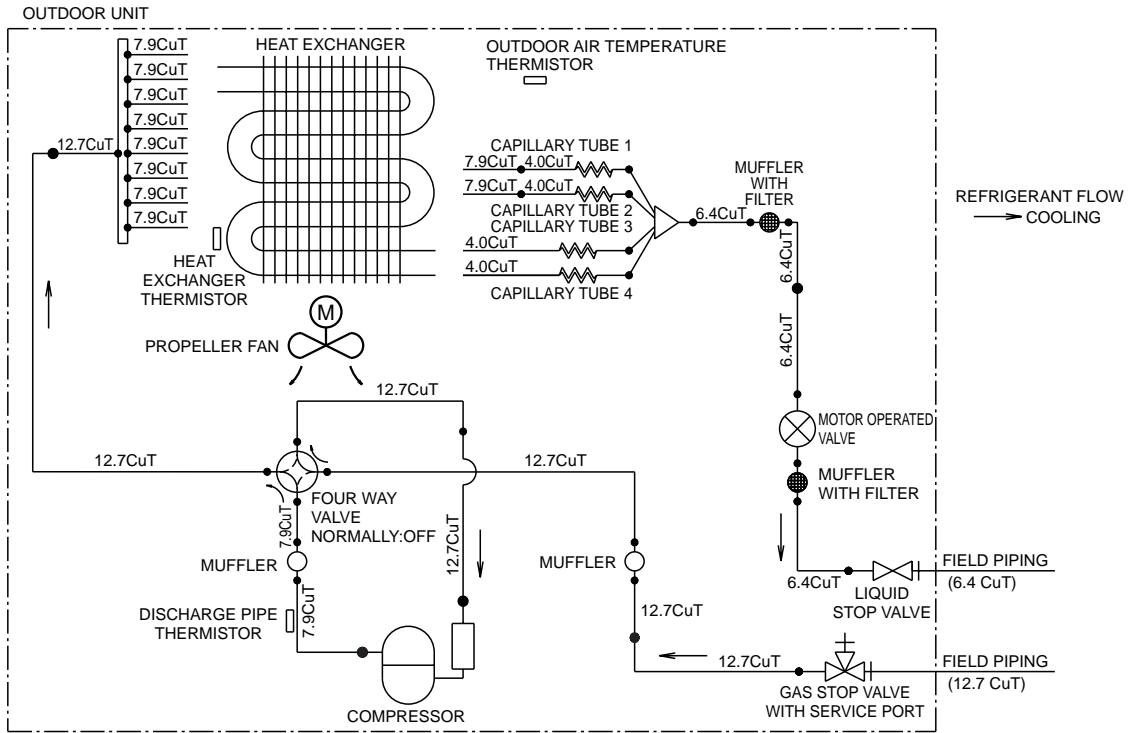 OUTDOOR UNIT
7.9CuT
7.9CuT
7.9CuT
7.9CuT
7.9CuT
7.9CuT
7.9CuT
7.9CuT
12.7CuT
HEAT EXCHANGER
OUTDOOR AIR TEMPERATURE
THERMISTOR
CAPILLARY TUBE 1
7.9CuT 4.0CuT
7.9CuT 4.0CuT
CAPILLARY TUBE 2
CAPILLARY TUBE 3
4.0CuT
4.0CuT
CAPILLARY TUBE 4
MUFFLER
WITH
FILTER
6.4CuT
6.4CuT
6.4CuT
REFRIGERANT FLOW
COOLING
HEAT
EXCHANGER
THERMISTOR
M
PROPELLER FAN
12.7CuT
MOTOR OPERATED
VALVE
MUFFLER
WITH FILTER
12.7CuT
12.7CuT
FOUR WAY
VALVE
NORMALLY:OFF
7.9CuT
12.7CuT
MUFFLER
MUFFLER
DISCHARGE PIPE
THERMISTOR
7.9CuT
12.7CuT
COMPRESSOR
6.4CuT
LIQUID
STOP VALVE
FIELD PIPING
(6.4 CuT)
12.7CuT
GAS STOP VALVE
WITH SERVICE PORT
FIELD PIPING
(12.7 CuT)